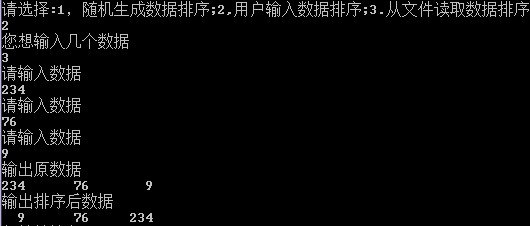 请选择:1，随机生成数据排序;2,用户输入数据排序;3.从文件读取数据排序
2
您想输入几个数据
3
请输入数据
234
请输入数据
76
请输入数据
9
输出原数据
234 76 9
输出排序后数据
9 76 234